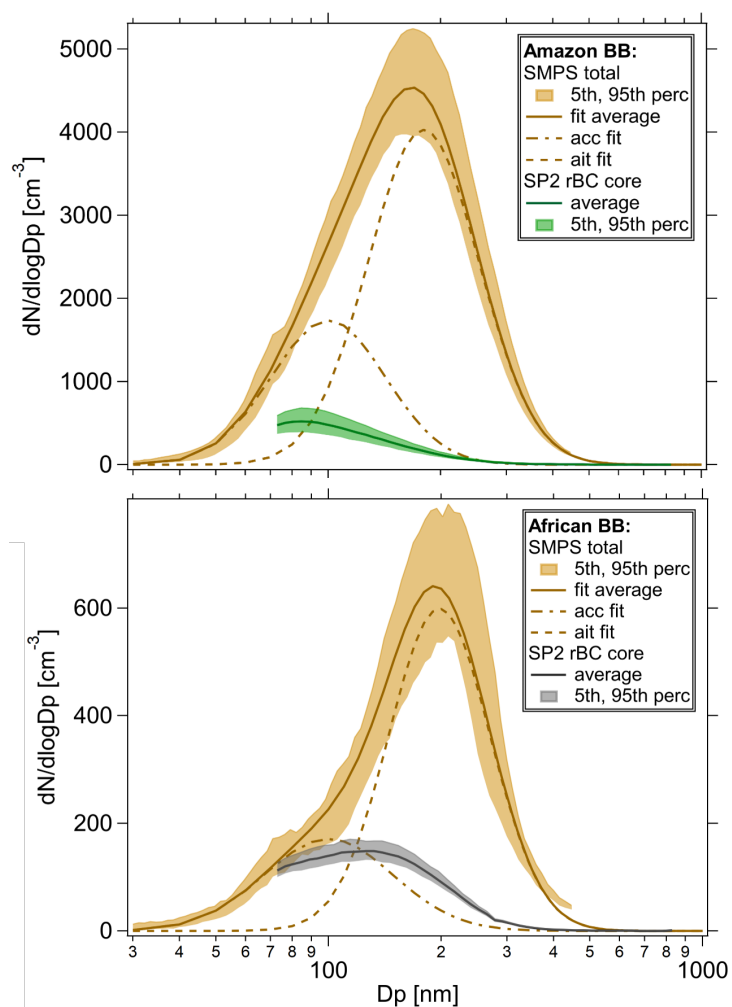 5000
4000
3000
2000
1000
0
dN/dlogDp [cm-3]
Amazon BB:
SMPS total
5th, 95th perc
fit average
acc fit
ait fit
SP2 rBC core
average
5th, 95th perc
600
400
200
0
dN/dlogDp [cm-3]
African BB:
SMPS total
5th, 95th perc
fit average
acc fit
ait fit
SP2 rBC core
average
5th, 95th perc
3 4 5 6 7 8 9 2 3 4 5 6 7 8 9
100 1000
Dp [nm]